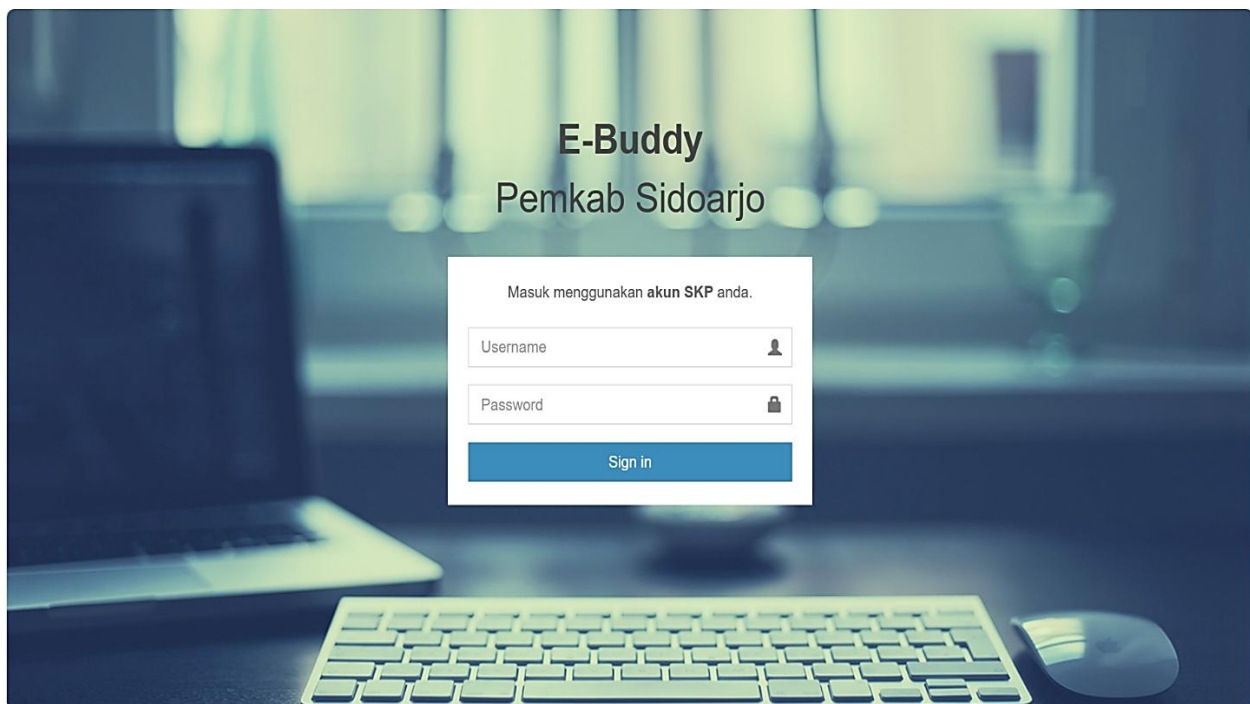 E-Buddy
Pemkab Sidoarjo
Masuk menggunakan akun SKP anda.
Username
Password
Sign in